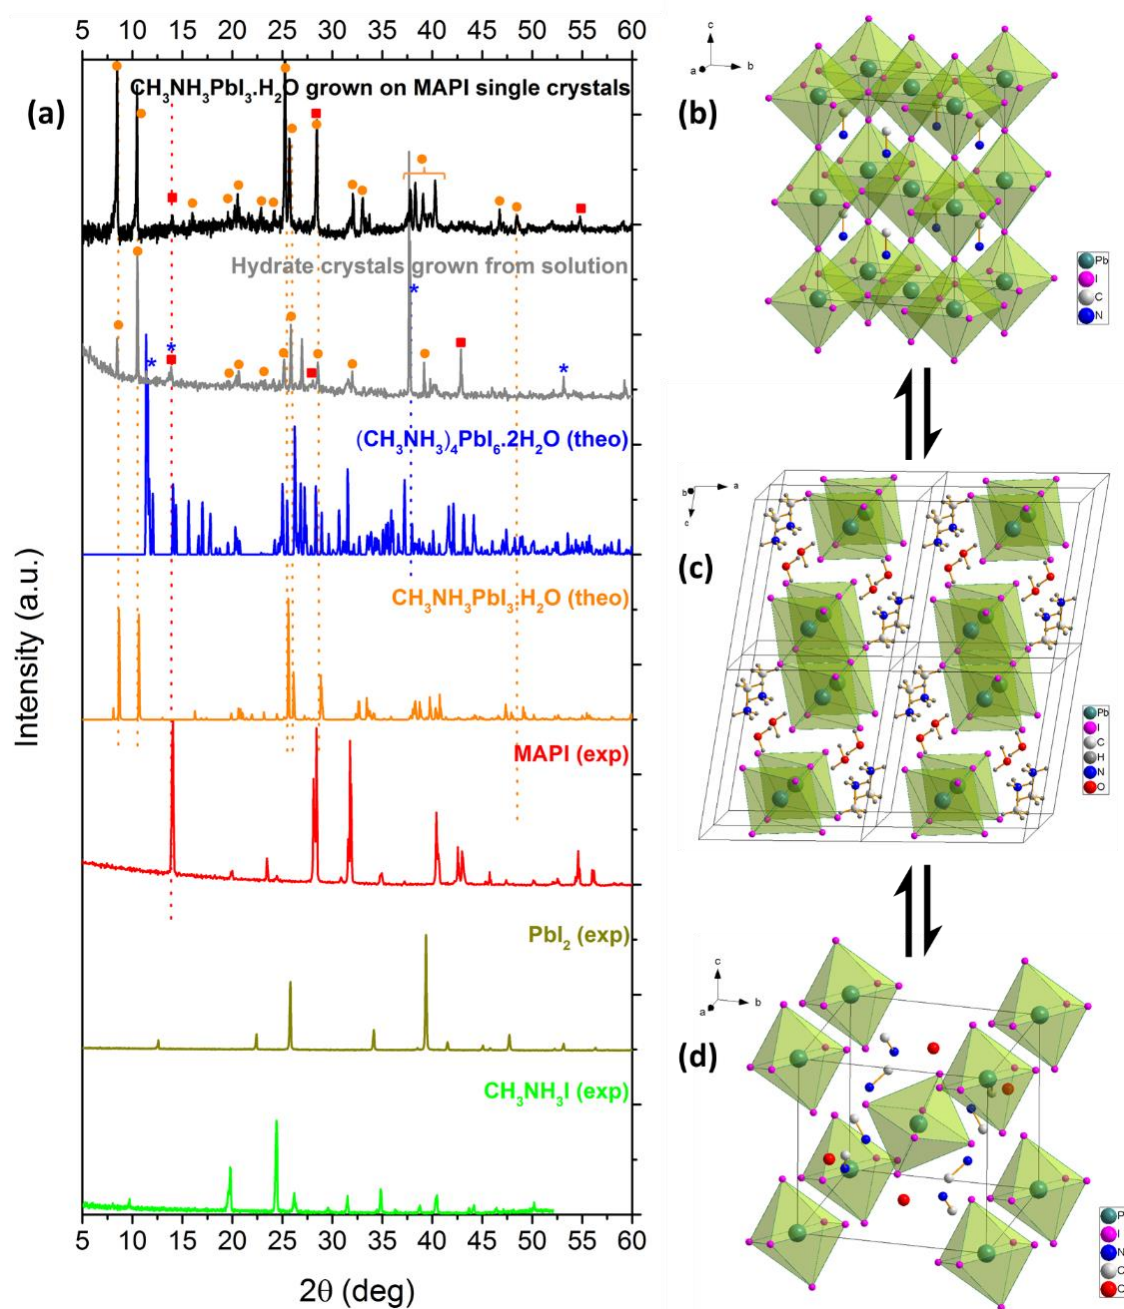 5 10 15 20 25 30 35 40 45 50 55 60
(a)
CH₃NH₃PbI₃.H₂O grown on MAPI single crystals
Hydrate crystals grown from solution
(CH₃NH₃)₄PbI₆.2H₂O (theo)
CH₃NH₃PbI₃.H₂O (theo)
MAPI (exp)
PbI₂ (exp)
CH₃NH₃I (exp)
Intensity (a.u.)
5 10 15 20 25 30 35 40 45 50 55 60
2θ (deg)
c
a b
(b)
Pb
I
C
N
b a
c
(c)
Pb
I
C
H
N
O
c
a b
(d)
I
N